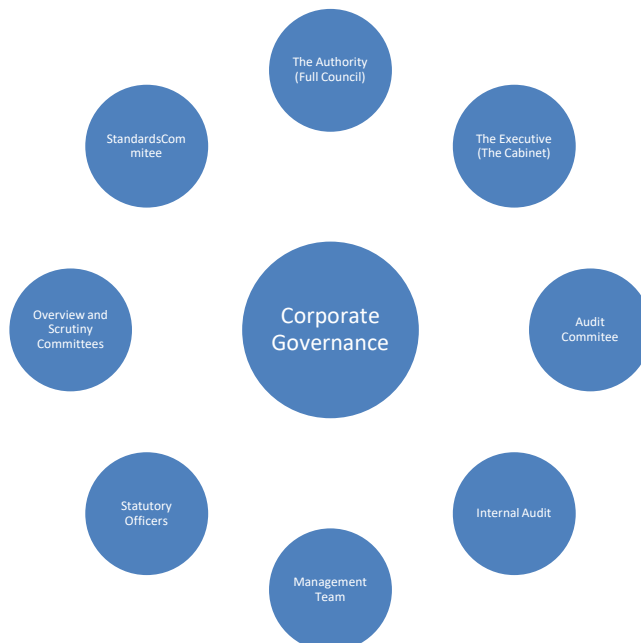 The Authority
(Full Council)
The Executive
(The Cabinet)
StandardsCom
mitee
Corporate
Governance
Overview and
Scrutiny
Committees
Audit
Commitee
Statutory
Officers
Internal Audit
Management
Team